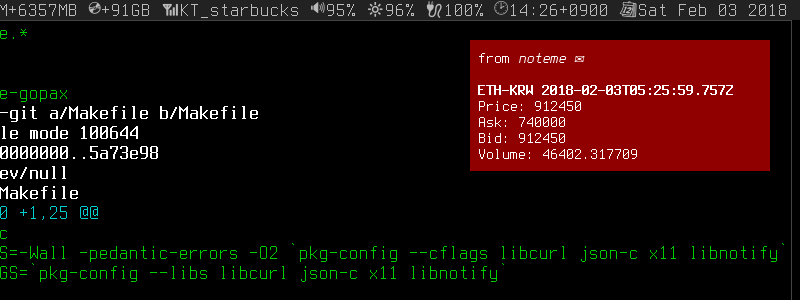 M+6357MB +91GB KT_starbucks 95% 96% 100% 14:26+0900 Sat Feb 03 2018
e.*
e-gopax
-git a/Makefile b/Makefile
le mode 100644
0000000..5a73e98
ev/null
Makefile
0 +1,25 @@
c
S=-Wall -pedantic-errors -O2 `pkg-config --cflags libcurl json-c x11 libnotify`
GS=`pkg-config --libs libcurl json-c x11 libnotify`
from noteme ✉
ETH-KRW 2018-02-03T05:25:59.757Z
Price: 912450
Ask: 740000
Bid: 912450
Volume: 46402.317709